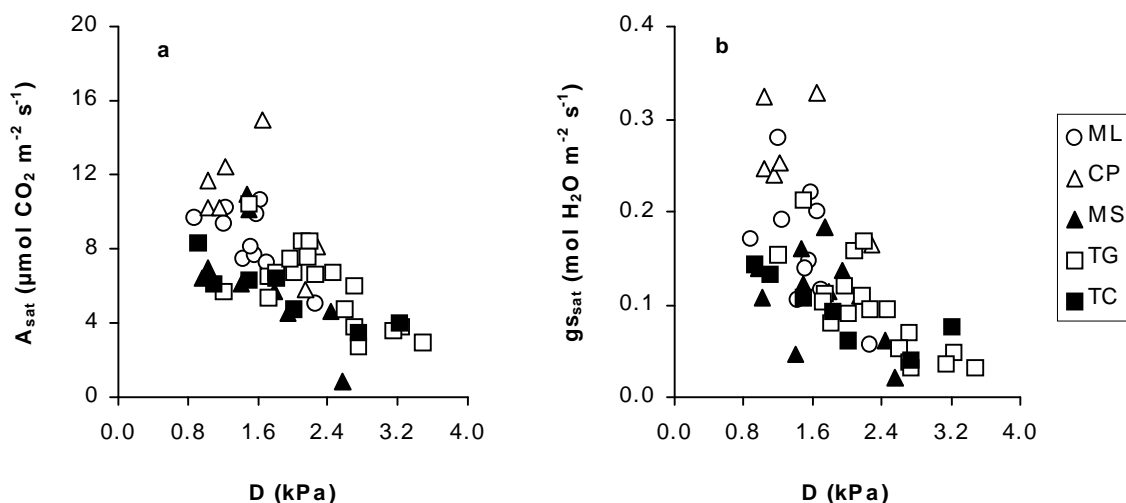 a
20
16
12
8
4
0
A_sat (µmol CO₂ m⁻² s⁻¹)
0.0 0.8 1.6 2.4 3.2 4.0
D (kPa)
b
0.4
0.3
0.2
0.1
0.0
gs_sat (mol H₂O m⁻² s⁻¹)
0.0 0.8 1.6 2.4 3.2 4.0
D (kPa)
ML
CP
MS
TG
TC